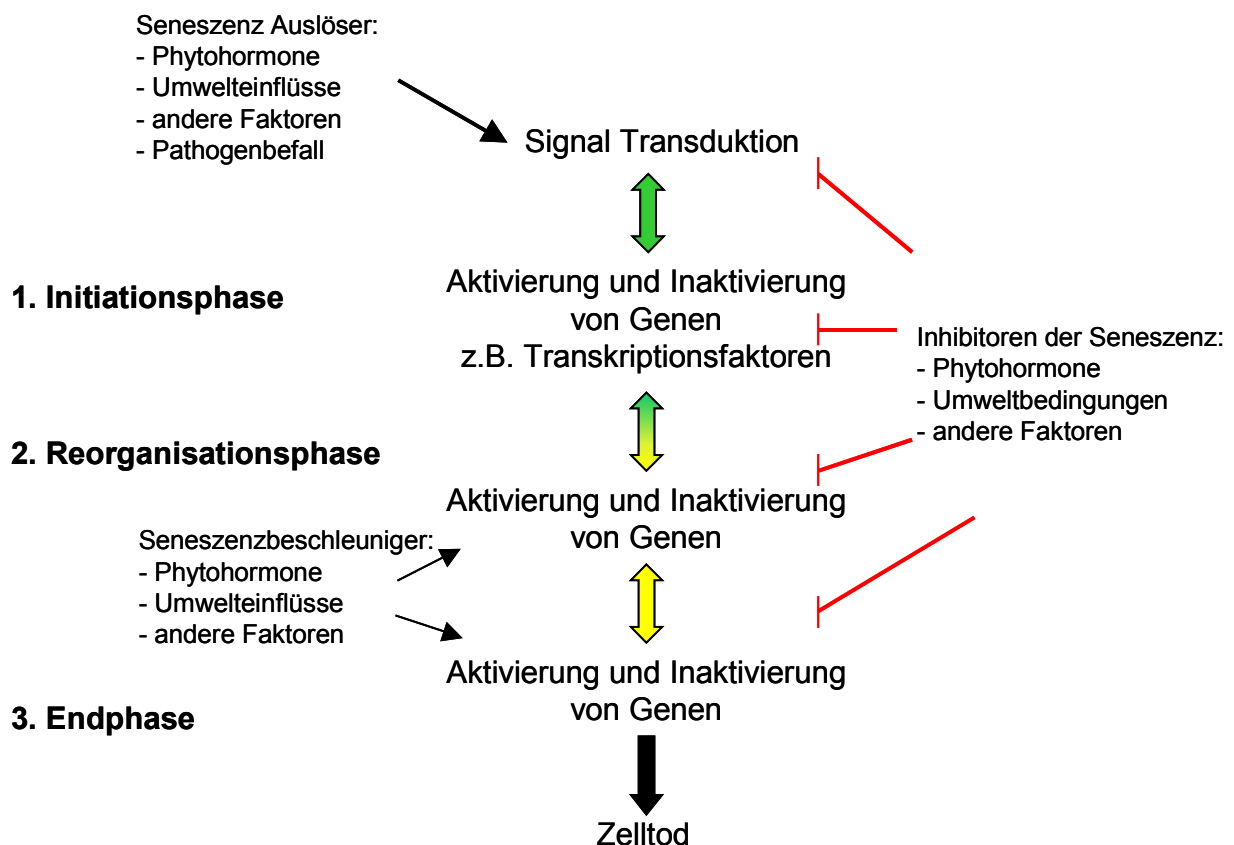 Seneszenz Auslöser:
- Phytohormone
- Umwelteinflüsse
- andere Faktoren
- Pathogenbefall
Signal Transduktion
1. Initiationsphase
Aktivierung und Inaktivierung
von Genen
z.B. Transkriptionsfaktoren
Inhibitoren der Seneszenz:
- Phytohormone
- Umweltbedingungen
- andere Faktoren
2. Reorganisationsphase
Aktivierung und Inaktivierung
von Genen
Seneszenzbeschleuniger:
- Phytohormone
- Umwelteinflüsse
- andere Faktoren
Aktivierung und Inaktivierung
von Genen
3. Endphase
Zelltod